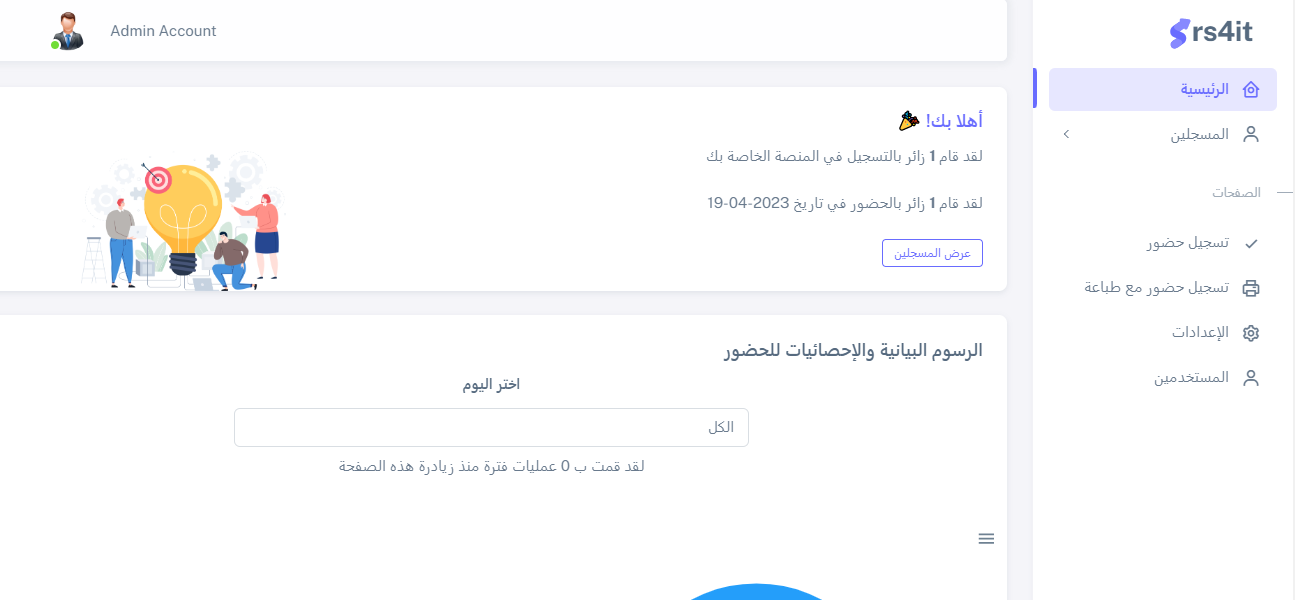 rs4it
الرئيسية
المسجلين
الصفحات
تسجيل حضور
تسجيل حضور مع طباعة
الإعدادات
المستخدمين
Admin Account
أهلا بك! 🎉
لقد قام 1 زائر بالتسجيل في المنصة الخاصة بك
لقد قام 1 زائر بالحضور في تاريخ 2023-04-19
عرض المسجلين
الرسوم البيانية والإحصائيات للحضور
اختر اليوم
الكل
لقد قمت ب 0 عمليات فترة منذ زيادرة هذه الصفحة